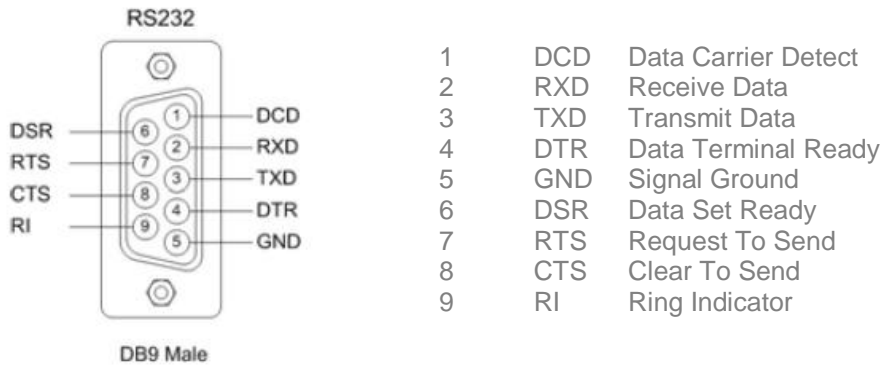 RS232
DSR
RTS
CTS
RI
6
7
8
9
1
2
3
4
5
DCD
RXD
TXD
DTR
GND
DB9 Male
1 DCD Data Carrier Detect
2 RXD Receive Data
3 TXD Transmit Data
4 DTR Data Terminal Ready
5 GND Signal Ground
6 DSR Data Set Ready
7 RTS Request To Send
8 CTS Clear To Send
9 RI Ring Indicator